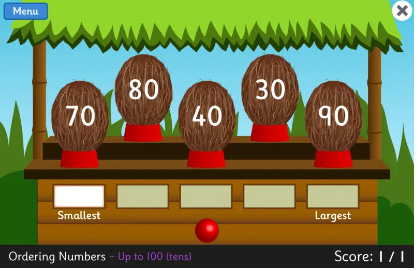 Menu
80
30
70
40
90
Smallest
Largest
Ordering Numbers - Up to 100 (tens)
Score: 1 / 1